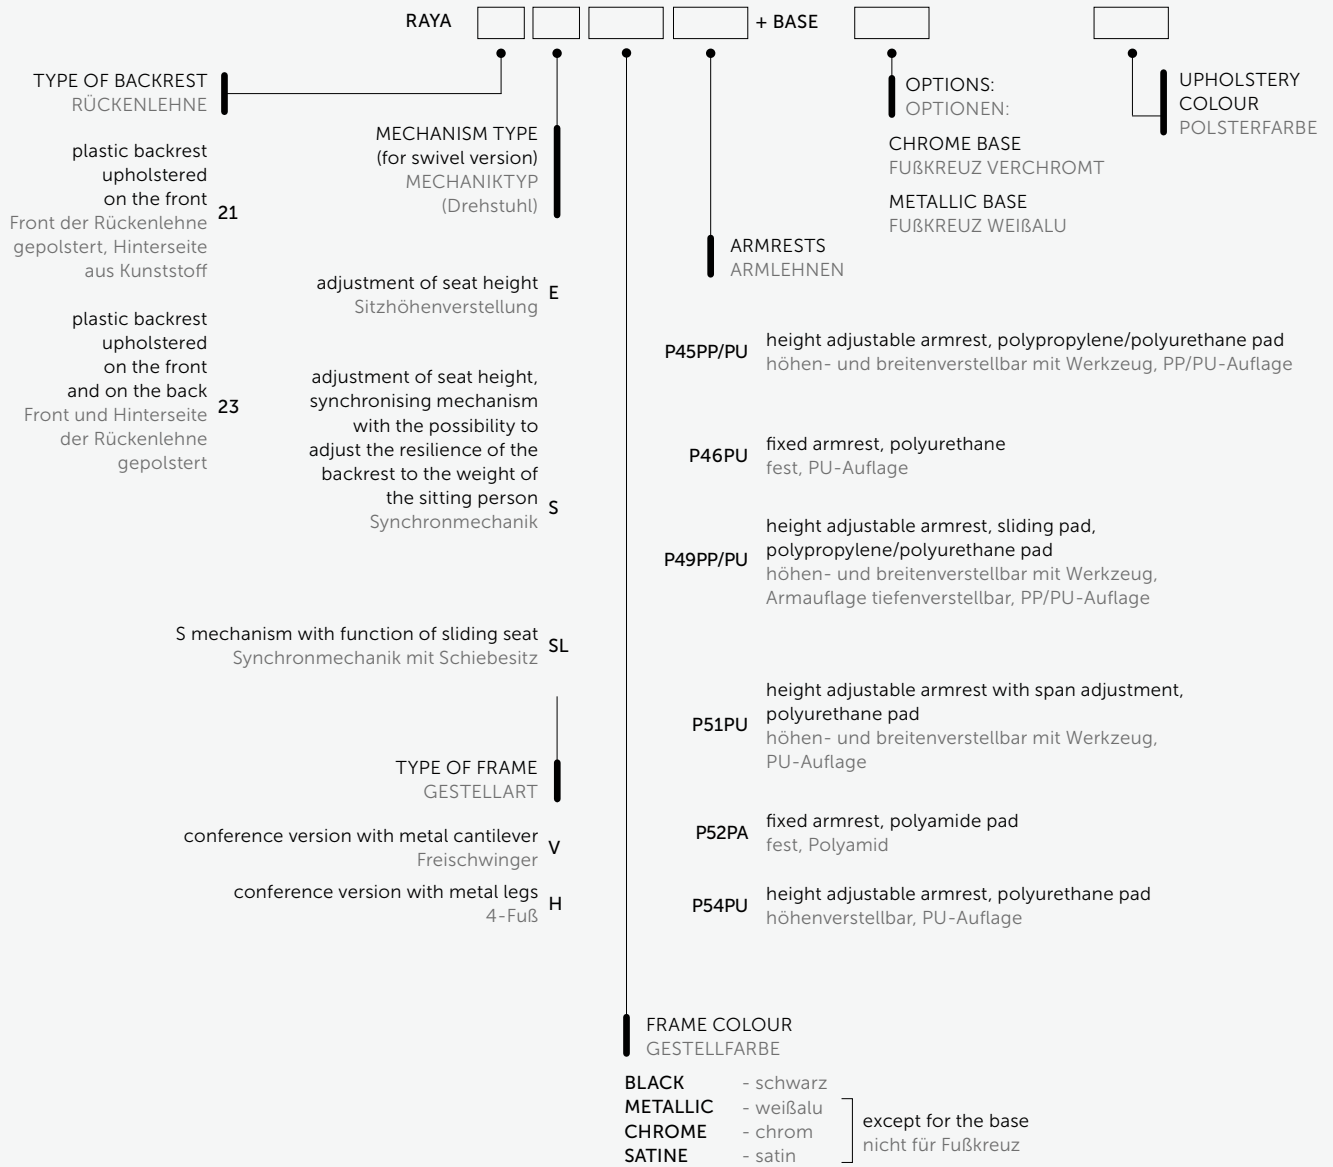 RAYA + BASE
TYPE OF BACKREST
RÜCKENLEHNE
plastic backrest
upholstered
on the front
21
Front der Rückenlehne
gepolstert, Hinterseite
aus Kunststoff
plastic backrest
upholstered
on the front
and on the back
23
Front und Hinterseite
der Rückenlehne
gepolstert
MECHANISM TYPE
(for swivel version)
MECHANIKTYP
(Drehstuhl)
adjustment of seat height
E
Sitzhöhenverstellung
adjustment of seat height,
synchronising mechanism
with the possibility to
adjust the resilience of the
backrest to the weight of
the sitting person
S
Synchronmechanik
S mechanism with function of sliding seat
SL
Synchronmechanik mit Schiebesitz
TYPE OF FRAME
GESTELLART
conference version with metal cantilever
V
Freischwinger
conference version with metal legs
H
4-Fuß
FRAME COLOUR
GESTELLFARBE
BLACK - schwarz
METALLIC - weißalu
CHROME - chrom
SATINE - satin
except for the base
nicht für Fußkreuz
ARMRESTS
ARMLEHNEN
P45PP/PU
height adjustable armrest, polypropylene/polyurethane pad
höhen- und breitenverstellbar mit Werkzeug, PP/PU-Auflage
P46PU
fixed armrest, polyurethane
fest, PU-Auflage
P49PP/PU
height adjustable armrest, sliding pad,
polypropylene/polyurethane pad
höhen- und breitenverstellbar mit Werkzeug,
Armauflage tiefenverstellbar, PP/PU-Auflage
P51PU
height adjustable armrest with span adjustment,
polyurethane pad
höhen- und breitenverstellbar mit Werkzeug,
PU-Auflage
P52PA
fixed armrest, polyamide pad
fest, Polyamid
P54PU
height adjustable armrest, polyurethane pad
höhenverstellbar, PU-Auflage
OPTIONS:
OPTIONEN:
CHROME BASE
FUßKREUZ VERCHROMT
METALLIC BASE
FUßKREUZ WEIßALU
UPHOLSTERY
COLOUR
POLSTERFARBE